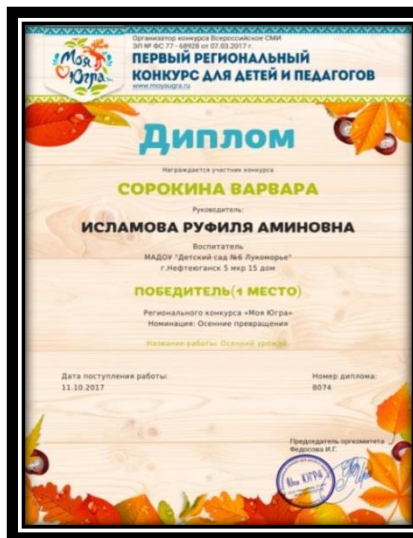 Моя Югра
Организатор конкурса Всероссийское СМИ
ЭЛ № ФС 77 - 68928 от 07.03.2017 г.
ПЕРВЫЙ РЕГИОНАЛЬНЫЙ
КОНКУРС ДЛЯ ДЕТЕЙ И ПЕДАГОГОВ
www.moyaugra.ru
Диплом
Награждается участник конкурса
СОРОКИНА ВАРВАРА
Руководитель:
ИСЛАМОВА РУФИЛЯ АМИНОВНА
Воспитатель
МАДОУ "Детский сад №6 Лукоморье"
г.Нефтеюганск 5 мкр 15 дом
ПОБЕДИТЕЛЬ(1 МЕСТО)
Регионального конкурса «Моя Югра»
Номинация: Осенние превращения
Название работы: Осенний урожай.
Дата поступления работы:
11.10.2017
Номер диплома:
8074
Председатель оргкомитета
Федосова И.Г.
Моя ЮГРА